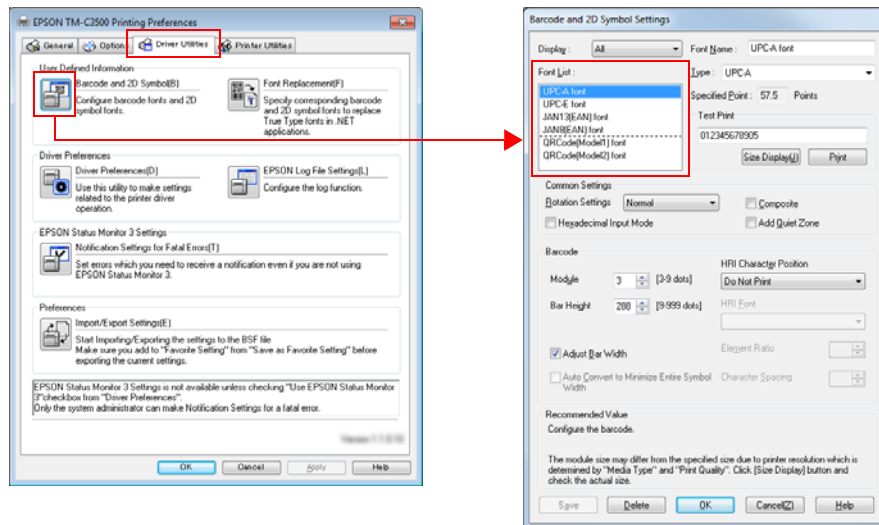 EPSON TM-C3500 Printing Preferences
General
Option
Driver Utilities
Printer Utilities
User Defined Information
Barcode and 2D Symbol(B)
Configure barcode fonts and 2D
symbol fonts.
Font Replacement(F)
Specify corresponding barcode
and 2D symbol fonts to replace
True Type fonts in .NET
applications.
Driver Preferences
Driver Preferences(D)
Use this utility to make settings
related to the printer driver
operation.
EPSON Log File Settings(L)
Configure the log function.
EPSON Status Monitor 3 Settings
Notification Settings for Fatal Errors(T)
Set errors which you need to receive a notification even if you are not using
EPSON Status Monitor 3.
Preferences
Import/Export Settings(E)
Start Importing/Exporting the settings to the BSF file
Make sure you add to "Favorite Setting" from "Save as Favorite Setting" before
exporting the current settings.
EPSON Status Monitor 3 Settings is not available unless checking "Use EPSON Status Monitor
3"checkbox from "Driver Preferences".
Only the system administrator can make Notification Settings for a fatal error.
OK
Cancel
Apply
Help
Barcode and 2D Symbol Settings
Display :
All
Font Name :
UPC-A font
Font List :
UPC-A font
UPC-E font
JAN13(EAN) font
JAN8(EAN) font
QRCode(Model1) font
QRCode(Model2) font
Type :
UPC-A
Specified Point : 57.5 Points
Test Print
012345678905
Size Display(J)
Print
Common Settings
Rotation Settings
Normal
Composite
Hexadecimal Input Mode
Add Quiet Zone
Barcode
Module
3
[3-9 dots]
HRI Character Position
Do Not Print
Bar Height
288
[9-999 dots]
HRI Font
Adjust Bar Width
Element Ratio
Auto Convert to Minimize Entire Symbol
Width
Character Spacing
Recommended Value
Configure the barcode.
The module size may differ from the specified size due to printer resolution which is
determined by "Media Type" and "Print Quality". Click [Size Display] button and
check the actual size.
Save
Delete
OK
Cancel(Z)
Help